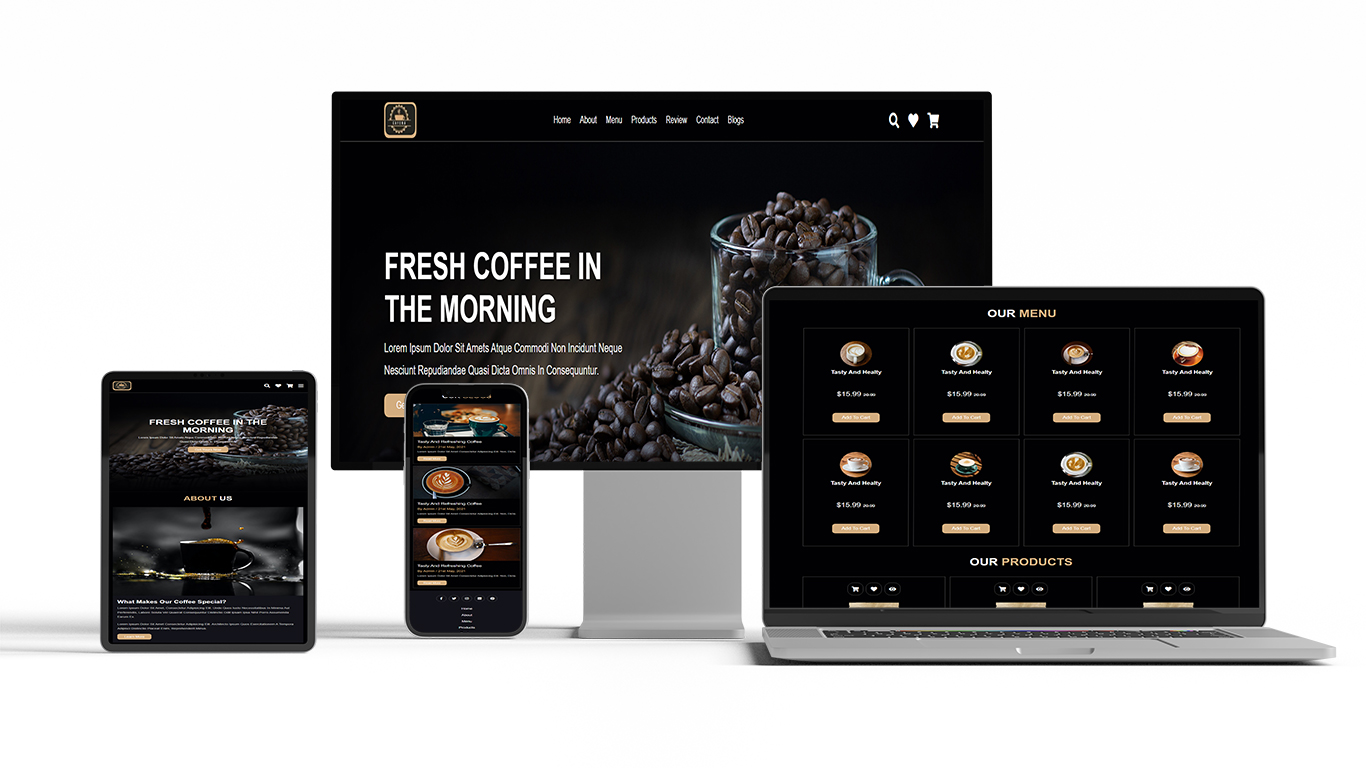 Home About Menu Products Review Contact Blogs
FRESH COFFEE IN
THE MORNING
Lorem Ipsum Dolor Sit Amets Atque Commodi Non Incidunt Neque
Nesciunt Repudiandae Quasi Dicta Omnis In Consequuntur.
Ge
OUR MENU
Tasty And Healty Tasty And Healty Tasty And Healty Tasty And Healty
$15.99 20.99 $15.99 20.99 $15.99 20.99 $15.99 20.99
Add To Cart Add To Cart Add To Cart Add To Cart
Tasty And Healty Tasty And Healty Tasty And Healty Tasty And Healty
$15.99 20.99 $15.99 20.99 $15.99 20.99 $15.99 20.99
Add To Cart Add To Cart Add To Cart Add To Cart
OUR PRODUCTS
FRESH COFFEE IN THE
MORNING
ABOUT US
What Makes Our Coffee Special?
Tasty And Refreshing Coffee
By Admin / 21st May, 2021
Tasty And Refreshing Coffee
By Admin / 21st May, 2021
Tasty And Refreshing Coffee
By Admin / 21st May, 2021
Home
About
Menu
Products